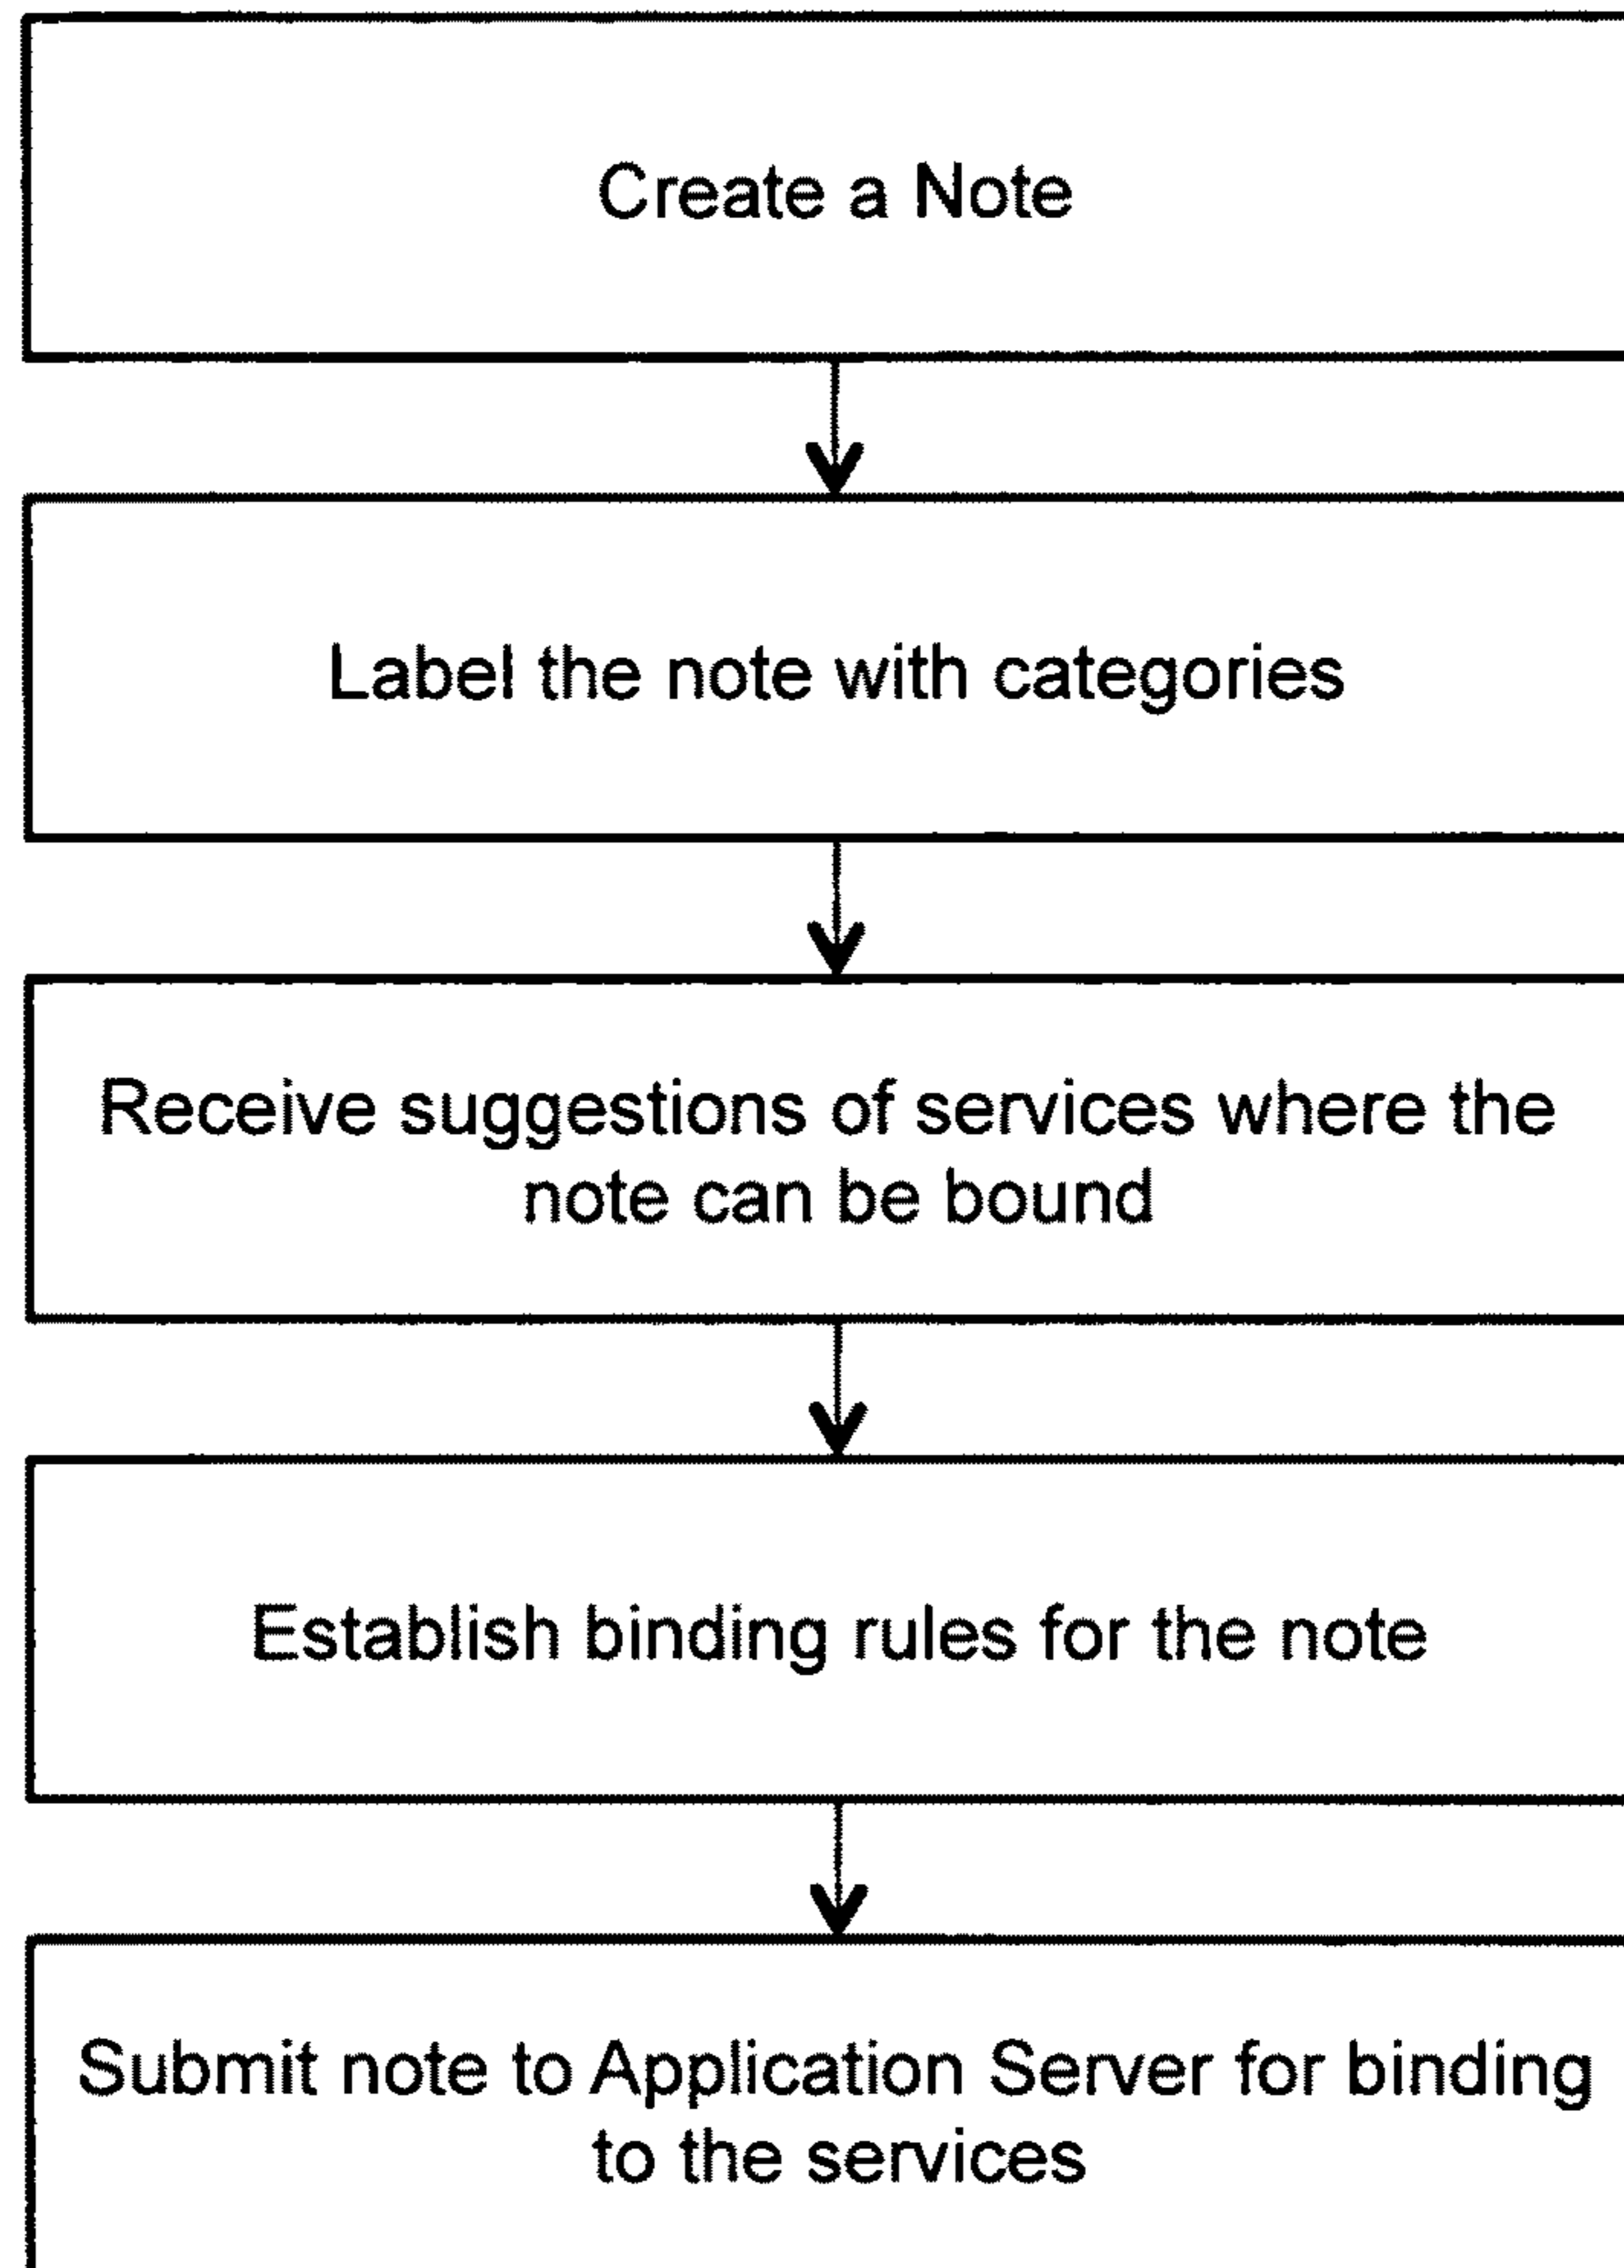 Create a Note
Label the note with categories
Receive suggestions of services where the
note can be bound
Establish binding rules for the note
Submit note to Application Server for binding
to the services